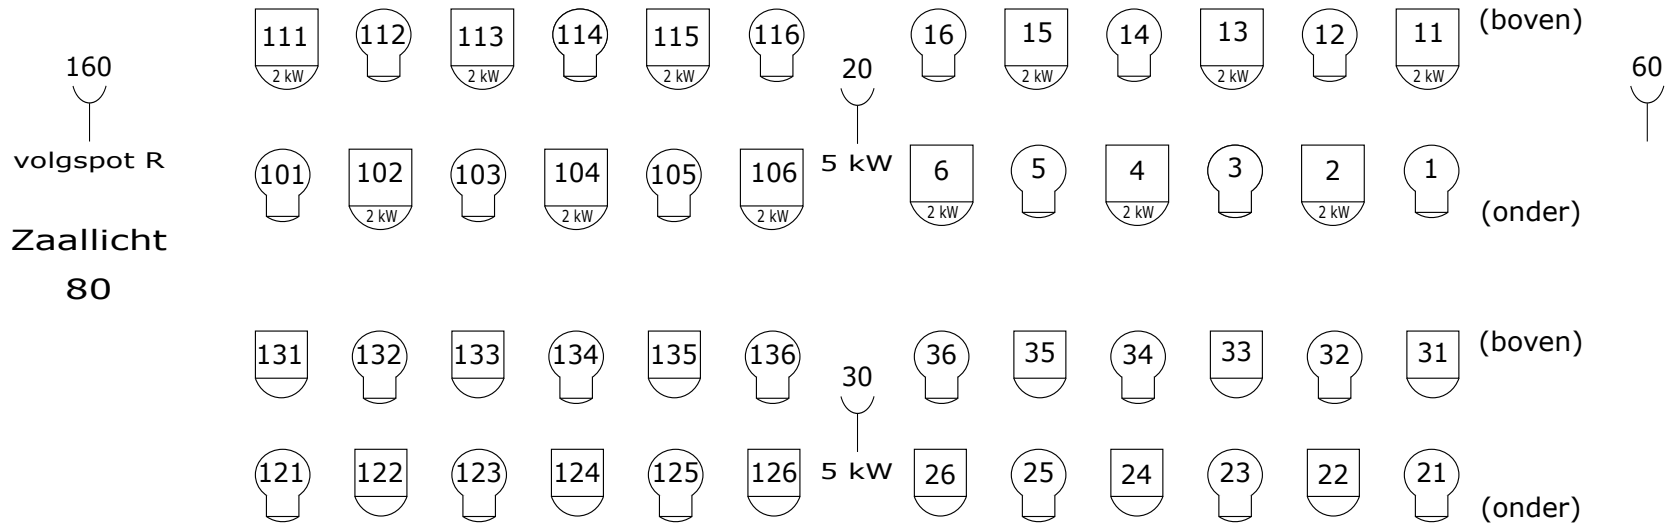 111 112 113 114 115 116 16 15 14 13 12 11 (boven)
2 kW 2 kW 2 kW 2 kW 2 kW 2 kW
160 20 60
volgspot R 5 kW
101 102 103 104 105 106 6 5 4 3 2 1
2 kW 2 kW 2 kW 2 kW 2 kW 2 kW (onder)
Zaallicht
80
131 132 133 134 135 136 36 35 34 33 32 31 (boven)
30
5 kW
121 122 123 124 125 126 26 25 24 23 22 21
(onder)